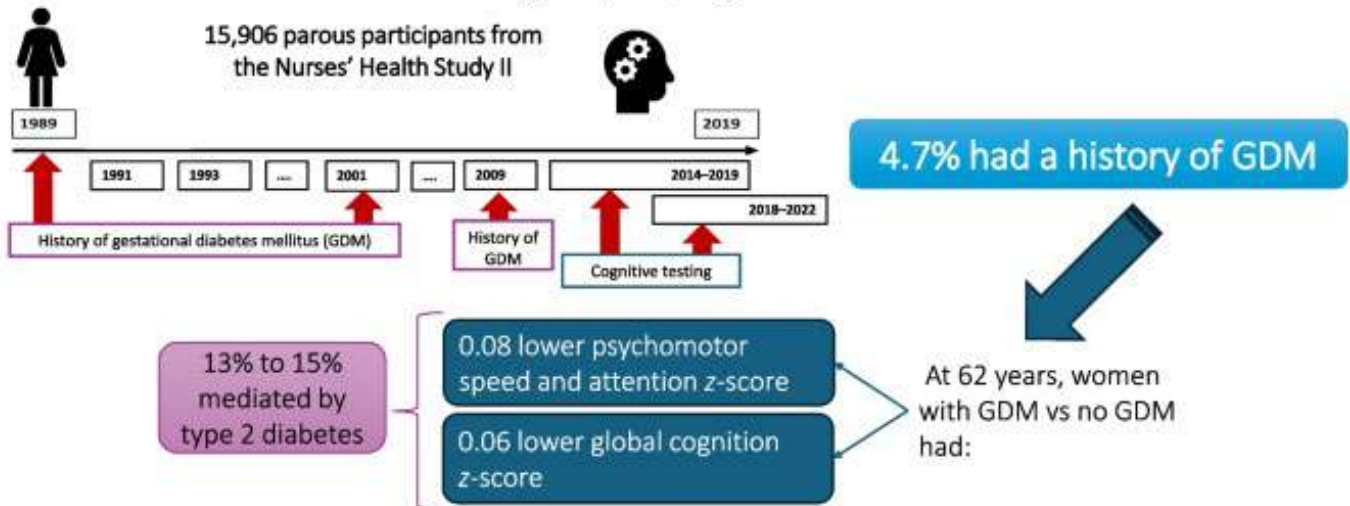 15,906 parous participants from
the Nurses' Health Study II
1989
2019
1991
1993
....
2001
....
2009
2014–2019
2018–2022
History of gestational diabetes mellitus (GDM)
History of
GDM
Cognitive testing
4.7% had a history of GDM
At 62 years, women
with GDM vs no GDM
had:
0.08 lower psychomotor
speed and attention z-score
0.06 lower global cognition
z-score
13% to 15%
mediated by
type 2 diabetes